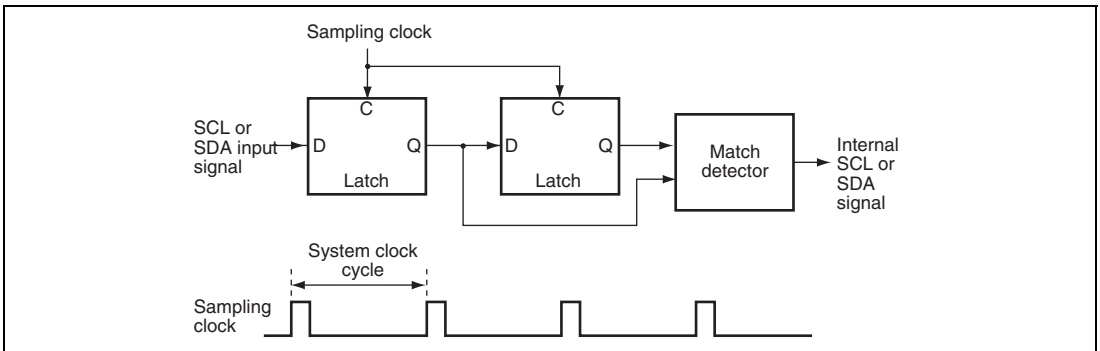 Sampling clock
C
C
SCL or
SDA input
signal
D
Q
Latch
D
Q
Latch
Match
detector
Internal
SCL or
SDA
signal
System clock
cycle
Sampling
clock